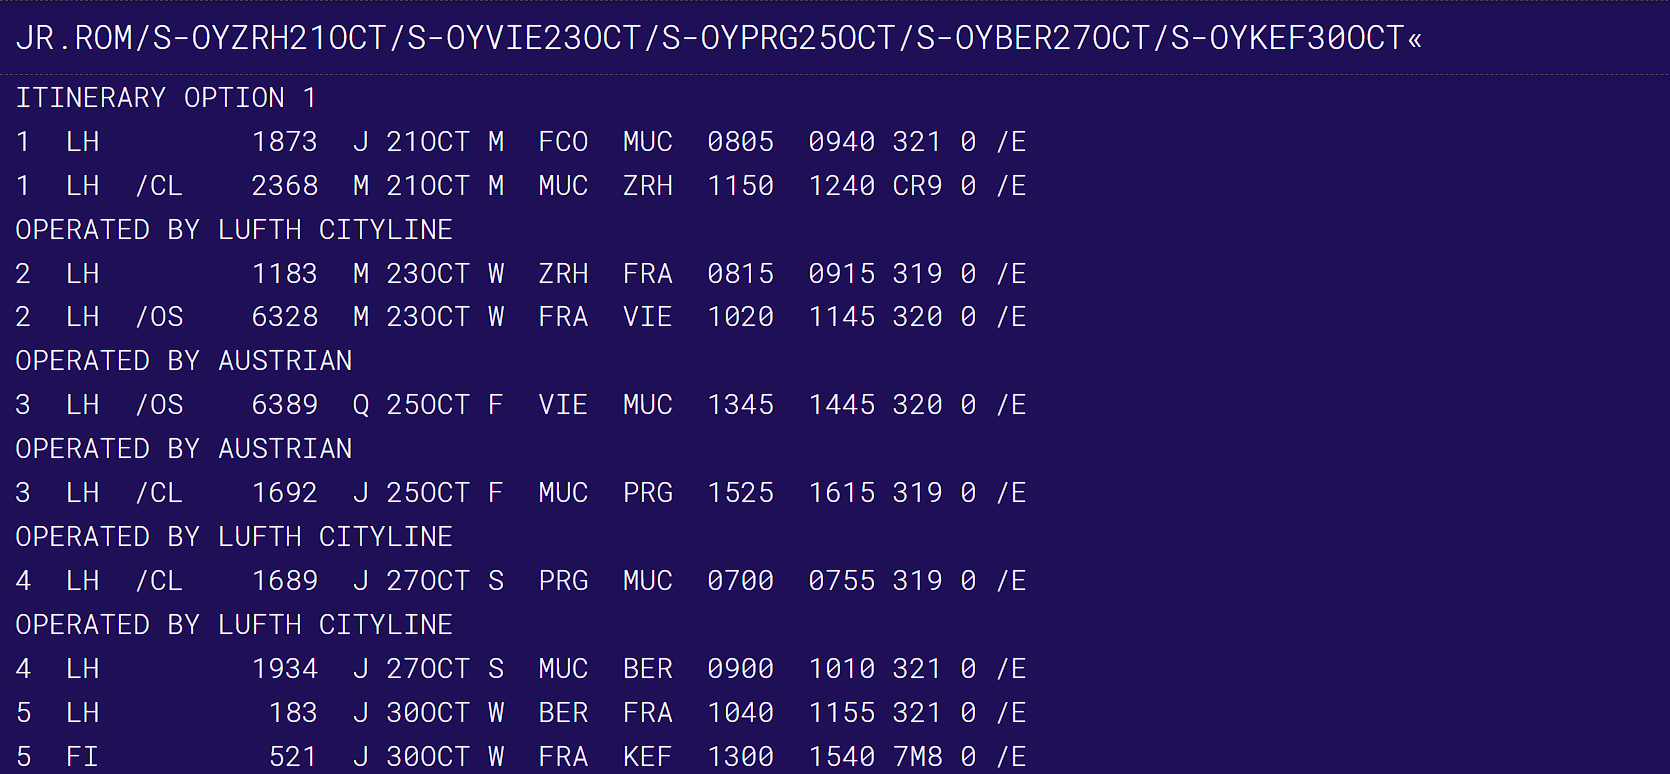 JR.ROM/S-OYZRH21OCT/S-OYVIE23OCT/S-OYPRG25OCT/S-OYBER27OCT/S-OYKEF30OCT«
ITINERARY OPTION 1
1  LH         1873  J 21OCT M  FCO  MUC  0805  0940 321 0 /E
1  LH  /CL    2368  M 21OCT M  MUC  ZRH  1150  1240 CR9 0 /E
OPERATED BY LUFTH CITYLINE
2  LH         1183  M 23OCT W  ZRH  FRA  0815  0915 319 0 /E
2  LH  /OS    6328  M 23OCT W  FRA  VIE  1020  1145 320 0 /E
OPERATED BY AUSTRIAN
3  LH  /OS    6389  Q 25OCT F  VIE  MUC  1345  1445 320 0 /E
OPERATED BY AUSTRIAN
3  LH  /CL    1692  J 25OCT F  MUC  PRG  1525  1615 319 0 /E
OPERATED BY LUFTH CITYLINE
4  LH  /CL    1689  J 27OCT S  PRG  MUC  0700  0755 319 0 /E
OPERATED BY LUFTH CITYLINE
4  LH         1934  J 27OCT S  MUC  BER  0900  1010 321 0 /E
5  LH          183  J 30OCT W  BER  FRA  1040  1155 321 0 /E
5  FI          521  J 30OCT W  FRA  KEF  1300  1540 7M8 0 /E